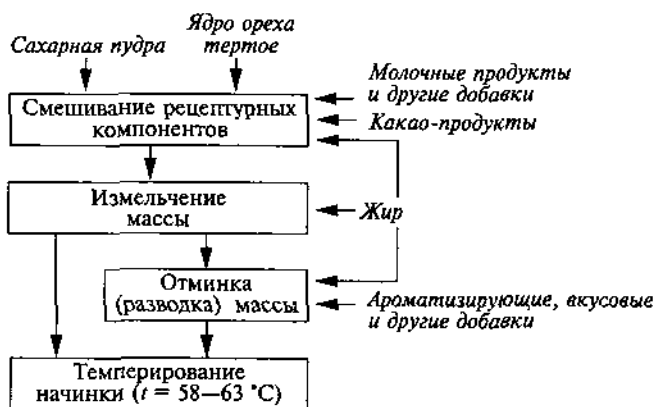 Сахарная пудра
Ядро ореха
тертое
Смешивание рецептурных
компонентов
Молочные продукты
и другие добавки
Какао-продукты
Измельчение
массы
Жир
Отминка
(разводка) массы
Ароматизирующие, вкусовые
и другие добавки
Темперирование
начинки (t = 58—63 °С)